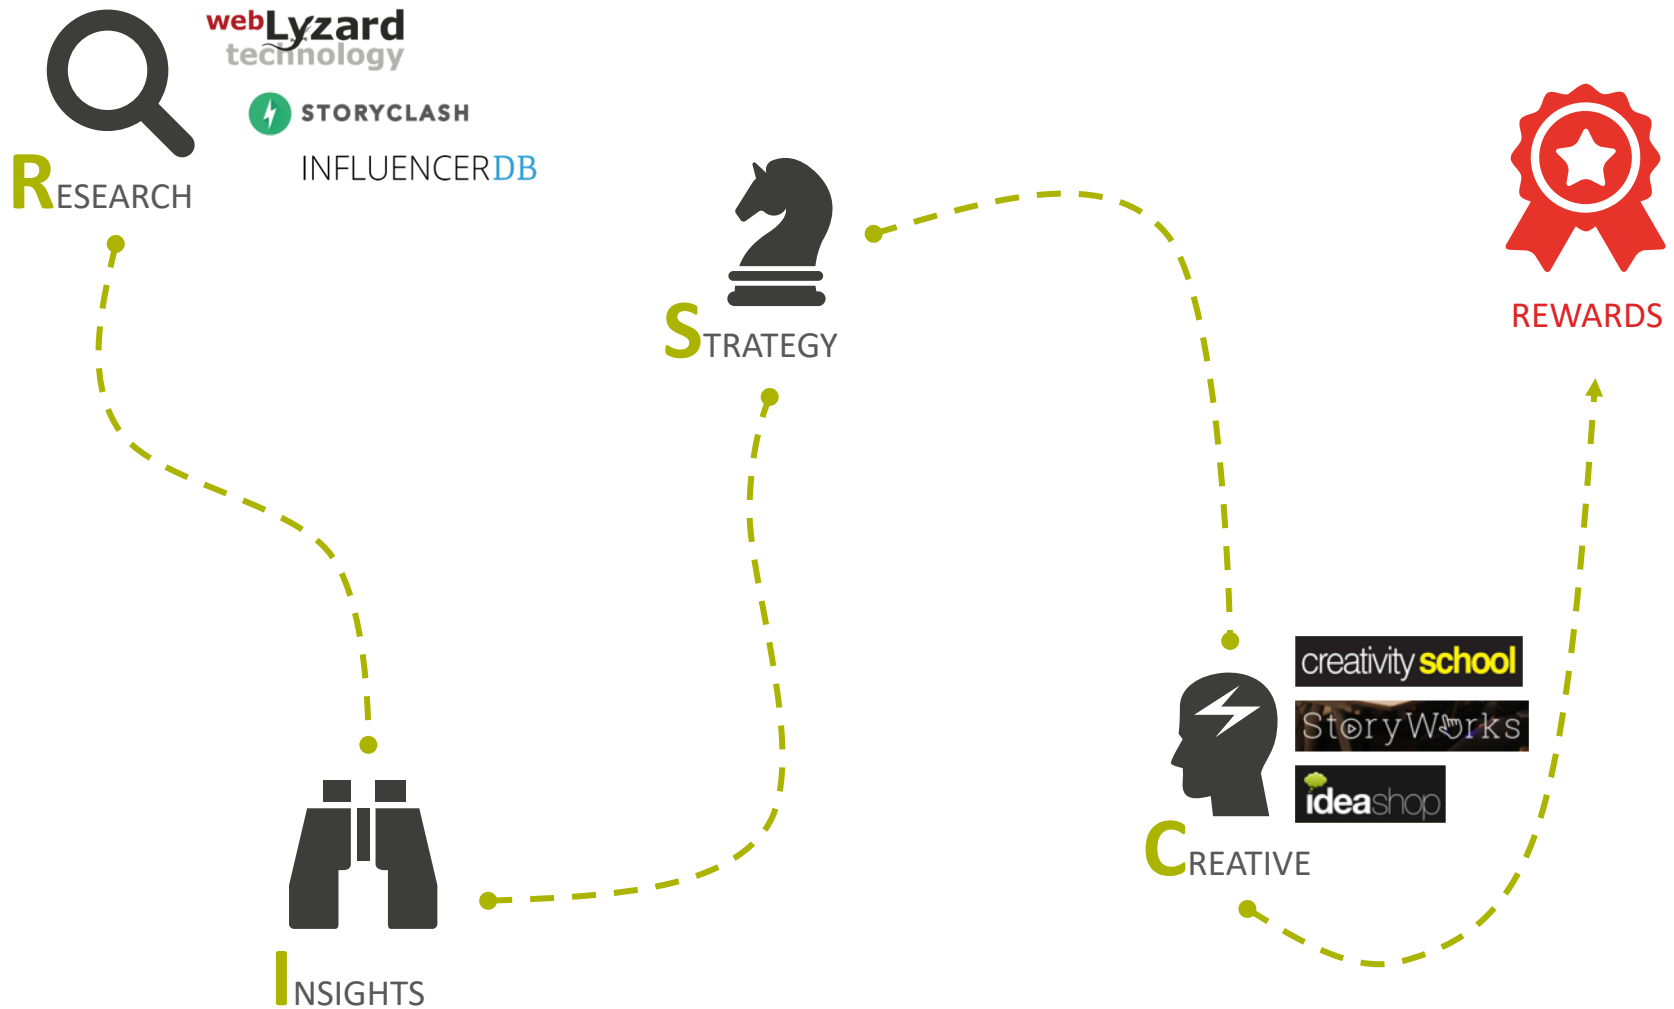 webLyzard
technology
STORYCLASH
INFLUENCERDB
RESEARCH
STRATEGY
REWARDS
creativity school
StoryWorks
ideashop
CREATIVE
INSIGHTS